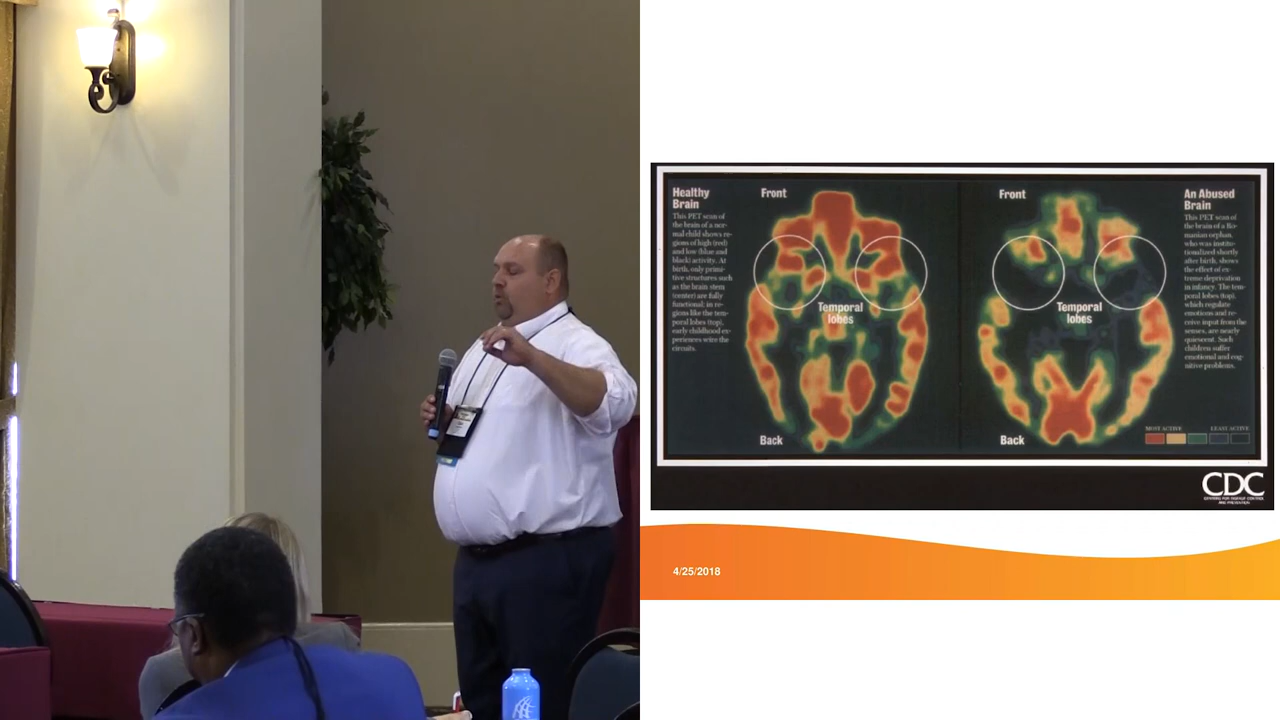 Healthy
Brain
This PET scan of
the brain of a nor-
mal child shows re-
gions of high (red)
and low (blue and
black) activity. At
birth, only primi-
tive structures such
as the brain stem
(center) are fully
functional; in re-
gions like the tem-
poral lobes (top),
early childhood ex-
periences wire the
circuits.
Front
Temporal
lobes
Back
Front
Temporal
lobes
Back
An Abused
Brain
This PET scan of
the brain of a Ro-
manian orphan,
who was institu-
tionalized shortly
after birth, shows
the effect of ex-
treme deprivation
in infancy. The tem-
poral lobes (top),
which regulate
emotions and re-
ceive input from the
senses, are nearly
quiescent. Such
children suffer
emotional and cog-
nitive problems.
MOST ACTIVE LEAST ACTIVE
CDC
CENTERS FOR DISEASE CONTROL
AND PREVENTION
4/25/2018